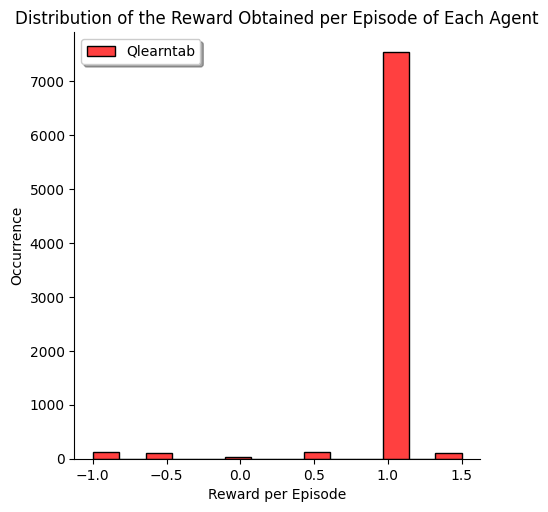 Distribution of the Reward Obtained per Episode of Each Agent
Qlearntab
7000
6000
5000
4000
3000
2000
1000
0
Occurrence
−1.0 −0.5 0.0 0.5 1.0 1.5
Reward per Episode